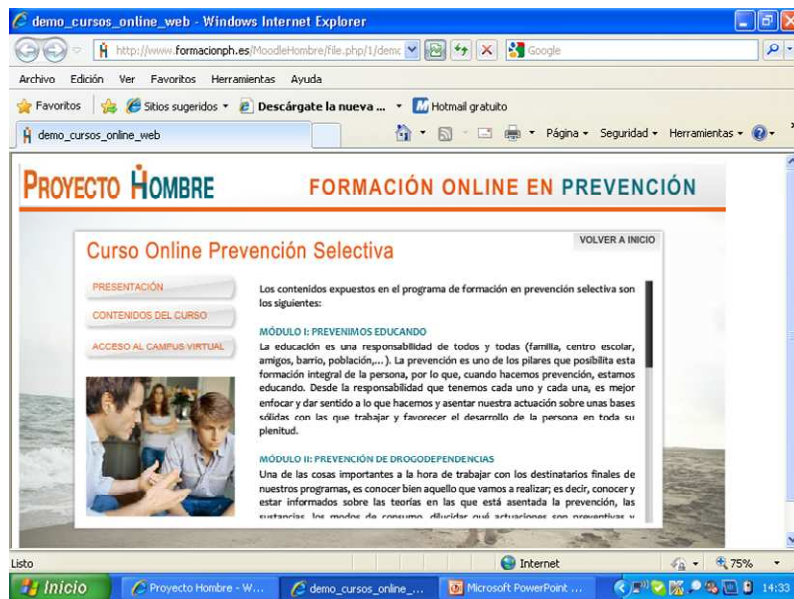 demo_cursos_online_web - Windows Internet Explorer
http://www.formacionph.es/MoodleHombre/file.php/1/demc
Google
Archivo Edición Ver Favoritos Herramientas Ayuda
Favoritos Sitios sugeridos Descárgate la nueva ... Hotmail gratuito
demo_cursos_online_web Página Seguridad Herramientas
PROYECTO HOMBRE FORMACIÓN ONLINE EN PREVENCIÓN
VOLVER A INICIO
Curso Online Prevención Selectiva
PRESENTACIÓN
CONTENIDOS DEL CURSO
ACCESO AL CAMPUS VIRTUAL
Los contenidos expuestos en el programa de formación en prevención selectiva son
los siguientes:
MÓDULO I: PREVENIMOS EDUCANDO
La educación es una responsabilidad de todos y todas (familia, centro escolar,
amigos, barrio, población,... ). La prevención es uno de los pilares que posibilita esta
formación integral de la persona, por lo que, cuando hacemos prevención, estamos
educando. Desde la responsabilidad que tenemos cada uno y cada una, es mejor
enfocar y dar sentido a lo que hacemos y asentar nuestra actuación sobre unas bases
sólidas con las que trabajar y favorecer el desarrollo de la persona en toda su
plenitud.
MÓDULO II: PREVENCIÓN DE DROGODEPENDENCIAS
Una de las cosas importantes a la hora de trabajar con los destinatarios finales de
nuestros programas, es conocer bien aquello que vamos a realizar; es decir, conocer y
estar informados sobre las teorías en las que está asentada la prevención, las
sustancias, los modos de consumo, dilucidar qué actuaciones son preventivas y
Listo Internet 75%
Inicio Proyecto Hombre - W... demo_cursos_online_... Microsoft PowerPoint ... 14:33